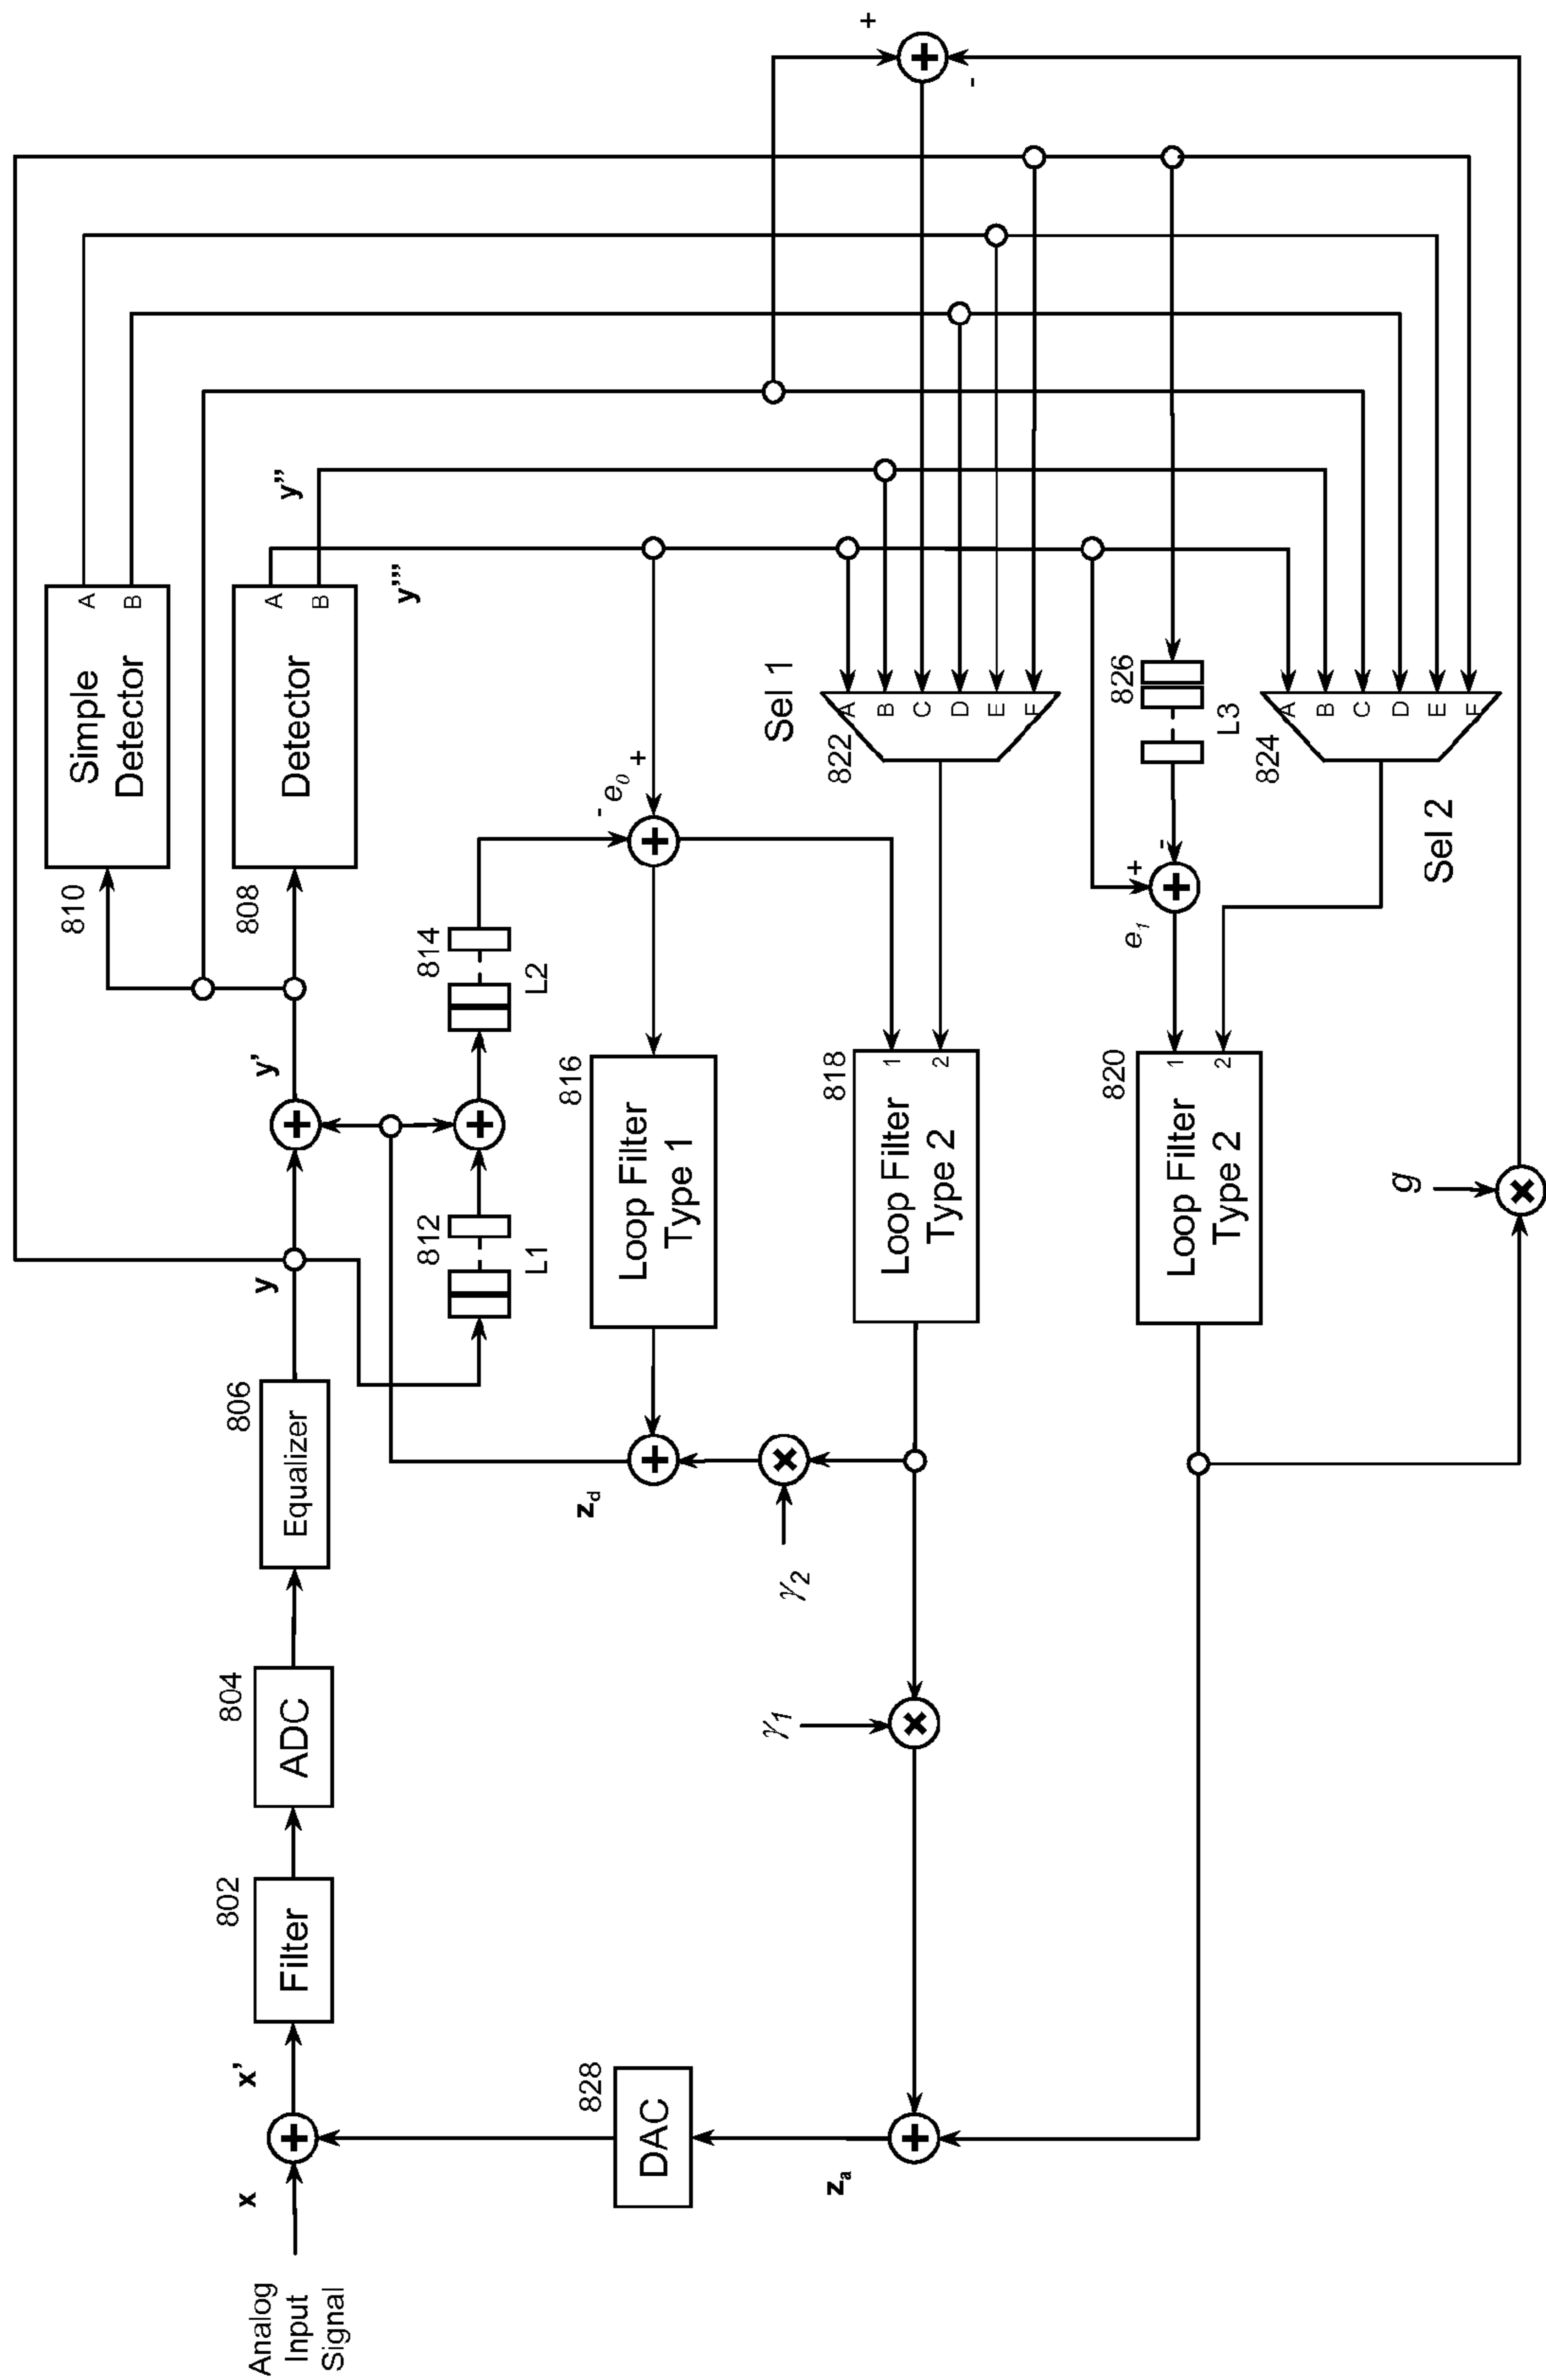 Analog
Input
Signal
x
x'
802
Filter
804
ADC
806
Equalizer
y
y'
810
Simple
Detector
A
B
808
Detector
A
B
y''
y'''
812
L1
814
L2
- e0 +
816
Loop Filter
Type 1
zd
γ2
818
Loop Filter
Type 2
1
2
Sel 1
822
A
B
C
D
E
F
γ1
828
DAC
za
+
-
826
L3
+
-
e1
820
Loop Filter
Type 2
1
2
824
A
B
C
D
E
F
Sel 2
g